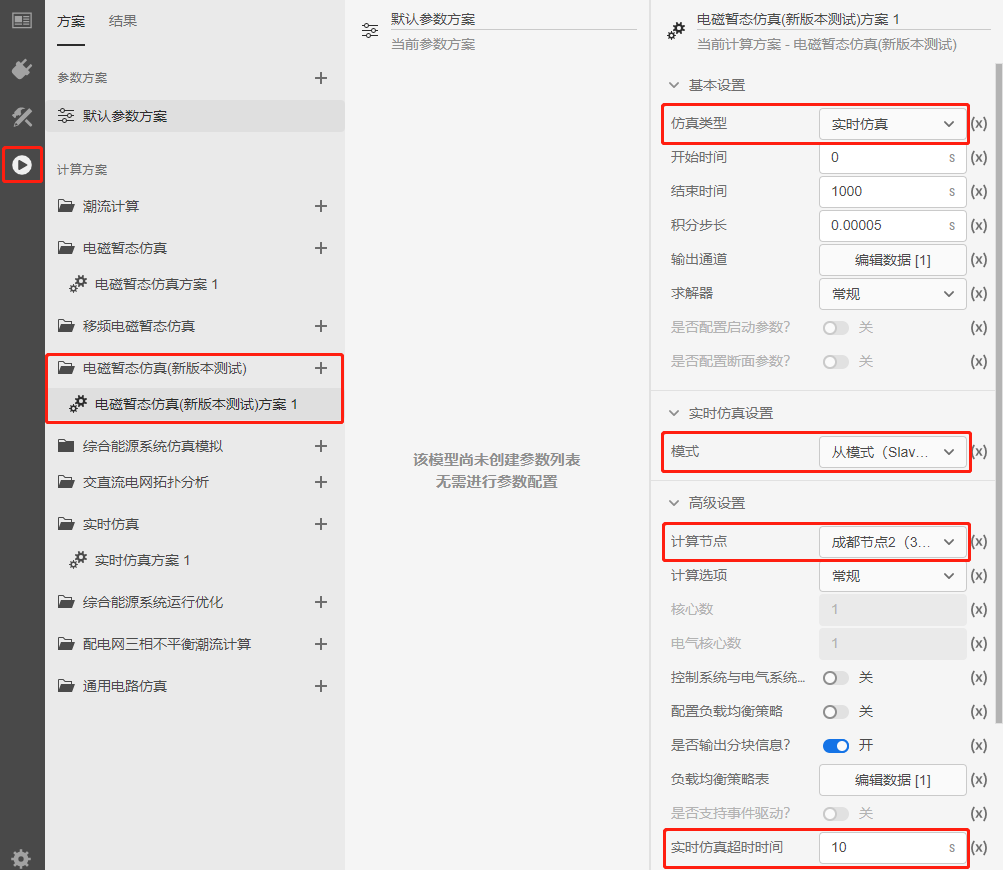 方案 结果
参数方案
默认参数方案
计算方案
潮流计算
电磁暂态仿真
电磁暂态仿真方案 1
移频电磁暂态仿真
电磁暂态仿真(新版本测试)
电磁暂态仿真(新版本测试)方案 1
综合能源系统仿真模拟
交直流电网拓扑分析
实时仿真
实时仿真方案 1
综合能源系统运行优化
配电网三相不平衡潮流计算
通用电路仿真
默认参数方案
当前参数方案
该模型尚未创建参数列表
无需进行参数配置
电磁暂态仿真(新版本测试)方案 1
当前计算方案 - 电磁暂态仿真(新版本测试)
基本设置
仿真类型 实时仿真 (x)
开始时间 0 s (x)
结束时间 1000 s (x)
积分步长 0.00005 s (x)
输出通道 编辑数据 [1] (x)
求解器 常规 (x)
是否配置启动参数? 关 (x)
是否配置断面参数? 关 (x)
实时仿真设置
模式 从模式（Slav... (x)
高级设置
计算节点 成都节点2（3... (x)
计算选项 常规 (x)
核心数 1 (x)
电气核心数 1 (x)
控制系统与电气系统... 关 (x)
配置负载均衡策略 关 (x)
是否输出分块信息? 开 (x)
负载均衡策略表 编辑数据 [1] (x)
是否支持事件驱动? 关 (x)
实时仿真超时时间 10 s (x)